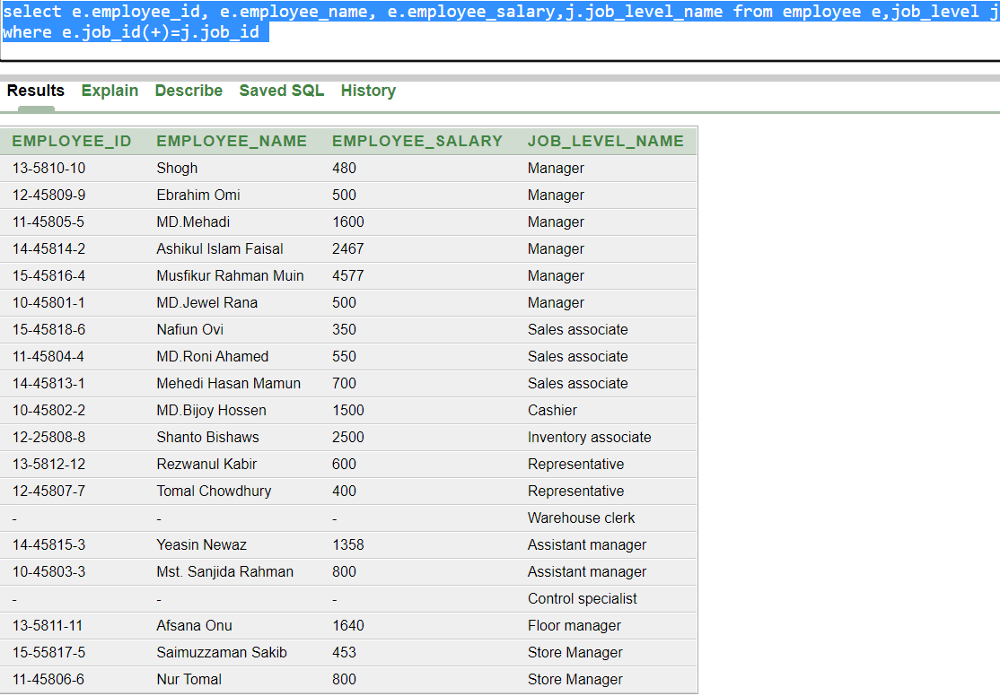 select e.employee_id, e.employee_name, e.employee_salary,j.job_level_name from employee e,job_level j
where e.job_id(+)=j.job_id
Results Explain Describe Saved SQL History
EMPLOYEE_ID EMPLOYEE_NAME EMPLOYEE_SALARY JOB_LEVEL_NAME
13-5810-10 Shogh 480 Manager
12-45809-9 Ebrahim Omi 500 Manager
11-45805-5 MD.Mehadi 1600 Manager
14-45814-2 Ashikul Islam Faisal 2467 Manager
15-45816-4 Musfikur Rahman Muin 4577 Manager
10-45801-1 MD.Jewel Rana 500 Manager
15-45818-6 Nafiun Ovi 350 Sales associate
11-45804-4 MD.Roni Ahamed 550 Sales associate
14-45813-1 Mehedi Hasan Mamun 700 Sales associate
10-45802-2 MD.Bijoy Hossen 1500 Cashier
12-25808-8 Shanto Bishaws 2500 Inventory associate
13-5812-12 Rezwanul Kabir 600 Representative
12-45807-7 Tomal Chowdhury 400 Representative
- - - Warehouse clerk
14-45815-3 Yeasin Newaz 1358 Assistant manager
10-45803-3 Mst. Sanjida Rahman 800 Assistant manager
- - - Control specialist
13-5811-11 Afsana Onu 1640 Floor manager
15-55817-5 Saimuzzaman Sakib 453 Store Manager
11-45806-6 Nur Tomal 800 Store Manager